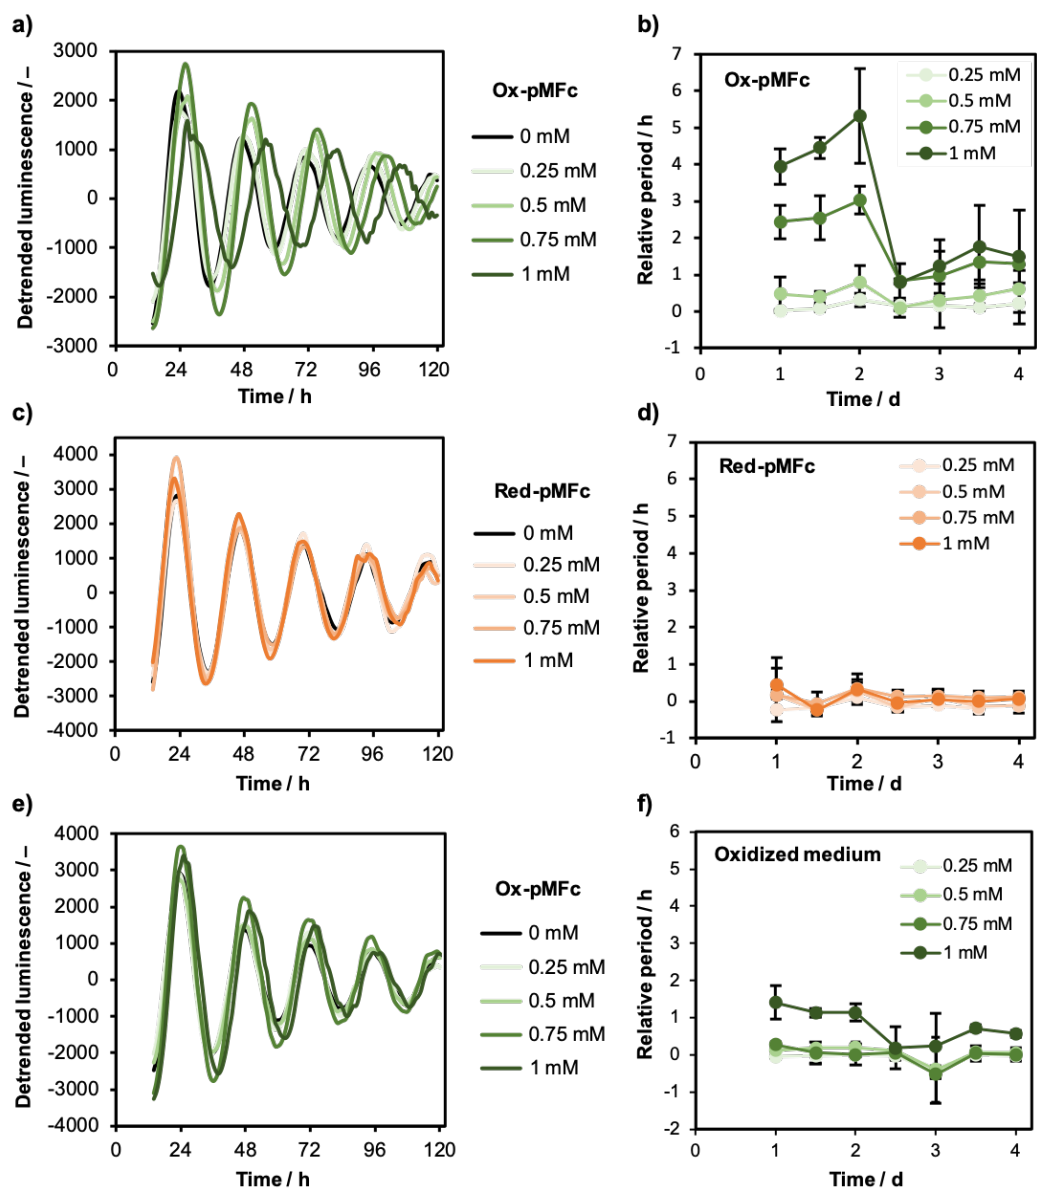 a)
3000
2000
1000
0
-1000
-2000
-3000
0 24 48 72 96 120
Detrended luminescence / –
Time / h
Ox-pMFc
0 mM
0.25 mM
0.5 mM
0.75 mM
1 mM
b)
7
6
5
4
3
2
1
0
-1
0 1 2 3 4
Relative period / h
Time / d
Ox-pMFc
0.25 mM
0.5 mM
0.75 mM
1 mM
c)
4000
3000
2000
1000
0
-1000
-2000
-3000
-4000
0 24 48 72 96 120
Detrended luminescence / –
Time / h
Red-pMFc
0 mM
0.25 mM
0.5 mM
0.75 mM
1 mM
d)
7
6
5
4
3
2
1
0
-1
0 1 2 3 4
Relative period / h
Time / d
Red-pMFc
0.25 mM
0.5 mM
0.75 mM
1 mM
e)
4000
3000
2000
1000
0
-1000
-2000
-3000
-4000
0 24 48 72 96 120
Detrended luminescence / –
Time / h
Ox-pMFc
0 mM
0.25 mM
0.5 mM
0.75 mM
1 mM
f)
6
5
4
3
2
1
0
-1
-2
0 1 2 3 4
Relative period / h
Time / d
Oxidized medium
0.25 mM
0.5 mM
0.75 mM
1 mM